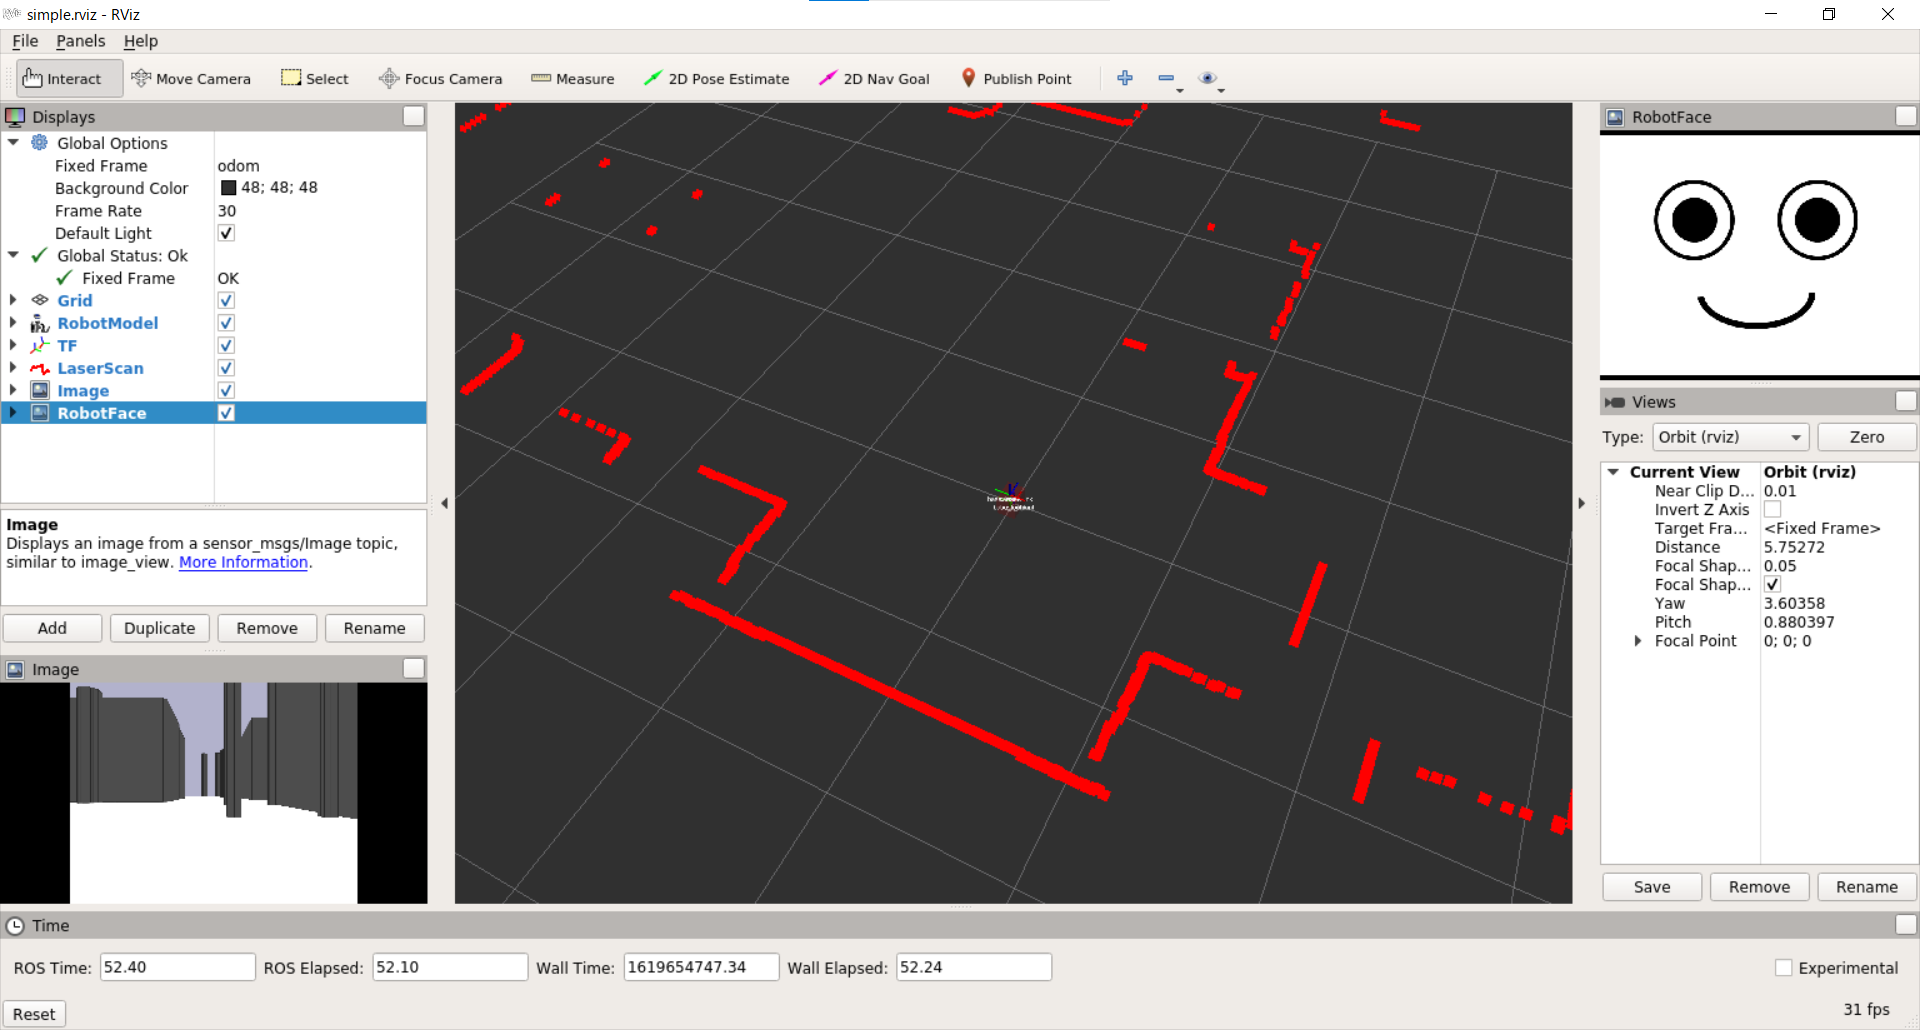 simple.rviz - RViz
File Panels Help
Interact Move Camera Select Focus Camera Measure 2D Pose Estimate 2D Nav Goal Publish Point
Displays
Global Options
Fixed Frame odom
Background Color 48; 48; 48
Frame Rate 30
Default Light
Global Status: Ok
Fixed Frame OK
Grid
RobotModel
TF
LaserScan
Image
RobotFace
Image
Displays an image from a sensor_msgs/Image topic,
similar to image_view. More Information.
Add Duplicate Remove Rename
Image
RobotFace
Views
Type: Orbit (rviz) Zero
Current View Orbit (rviz)
Near Clip D... 0.01
Invert Z Axis
Target Fra... <Fixed Frame>
Distance 5.75272
Focal Shap... 0.05
Focal Shap...
Yaw 3.60358
Pitch 0.880397
Focal Point 0; 0; 0
Save Remove Rename
Time
ROS Time: 52.40 ROS Elapsed: 52.10 Wall Time: 1619654747.34 Wall Elapsed: 52.24 Experimental
Reset 31 fps